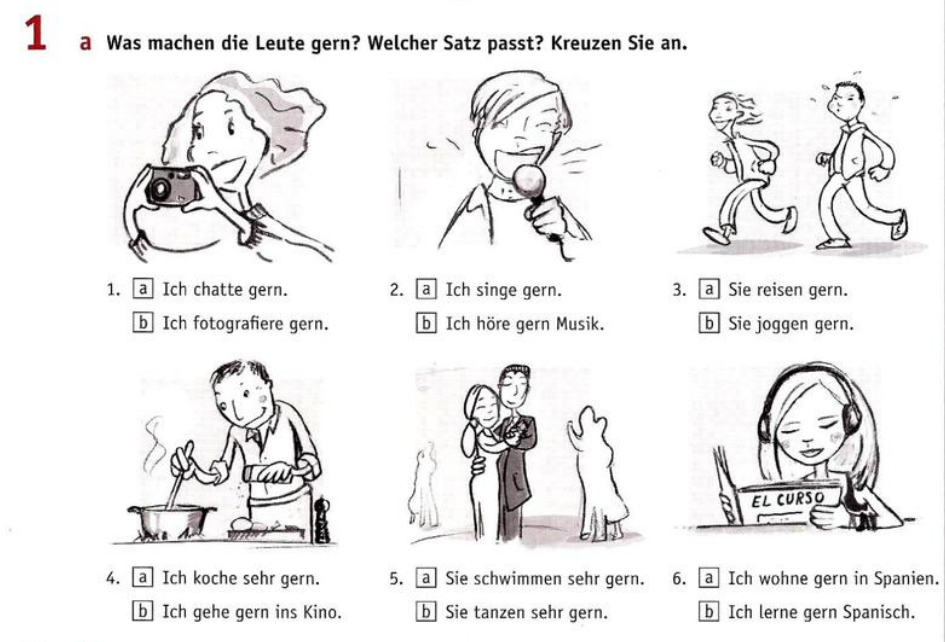 1 a Was machen die Leute gern? Welcher Satz passt? Kreuzen Sie an.
1. a Ich chatte gern.
b Ich fotografiere gern.
2. a Ich singe gern.
b Ich höre gern Musik.
3. a Sie reisen gern.
b Sie joggen gern.
EL CURSO
4. a Ich koche sehr gern.
b Ich gehe gern ins Kino.
5. a Sie schwimmen sehr gern.
b Sie tanzen sehr gern.
6. a Ich wohne gern in Spanien.
b Ich lerne gern Spanisch.